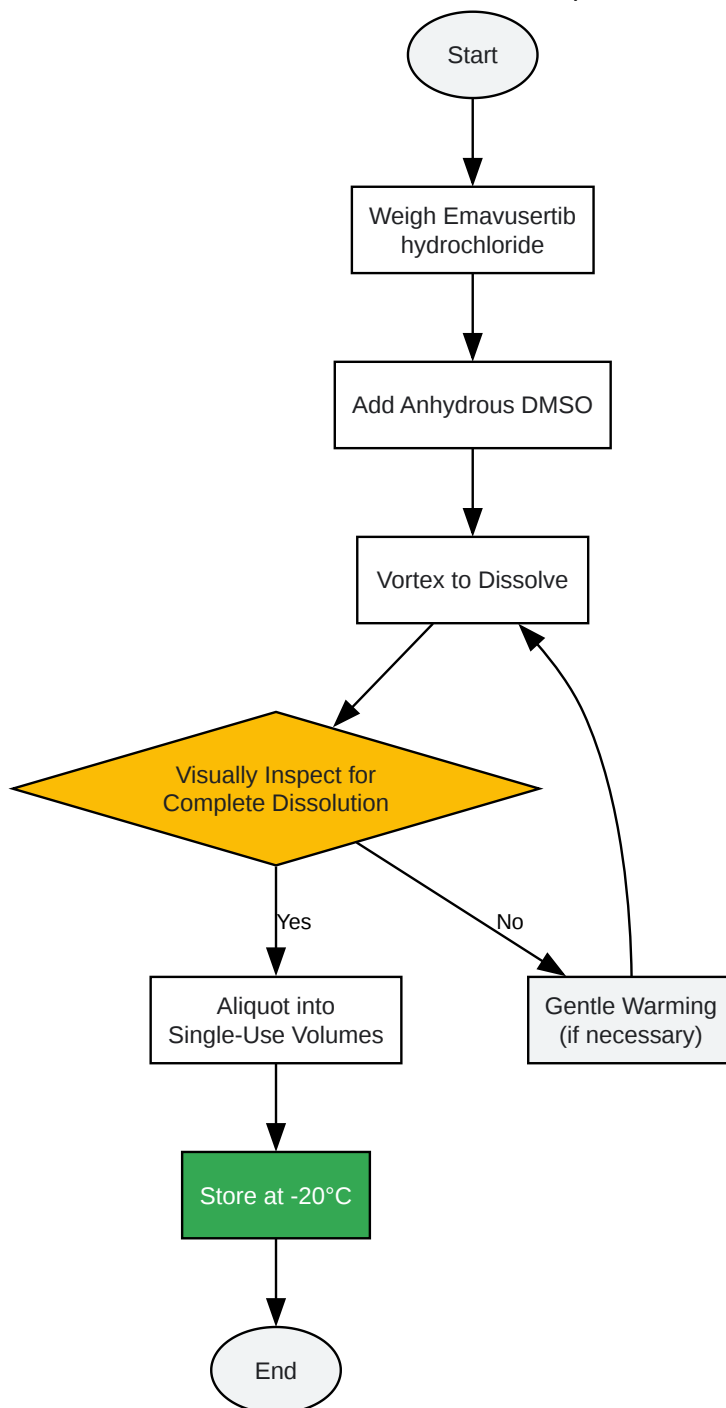 Start
Weigh Emavusertib
hydrochloride
Add Anhydrous DMSO
Vortex to Dissolve
Visually Inspect for
Complete Dissolution
Yes
No
Aliquot into
Single-Use Volumes
Gentle Warming
(if necessary)
Store at -20°C
End